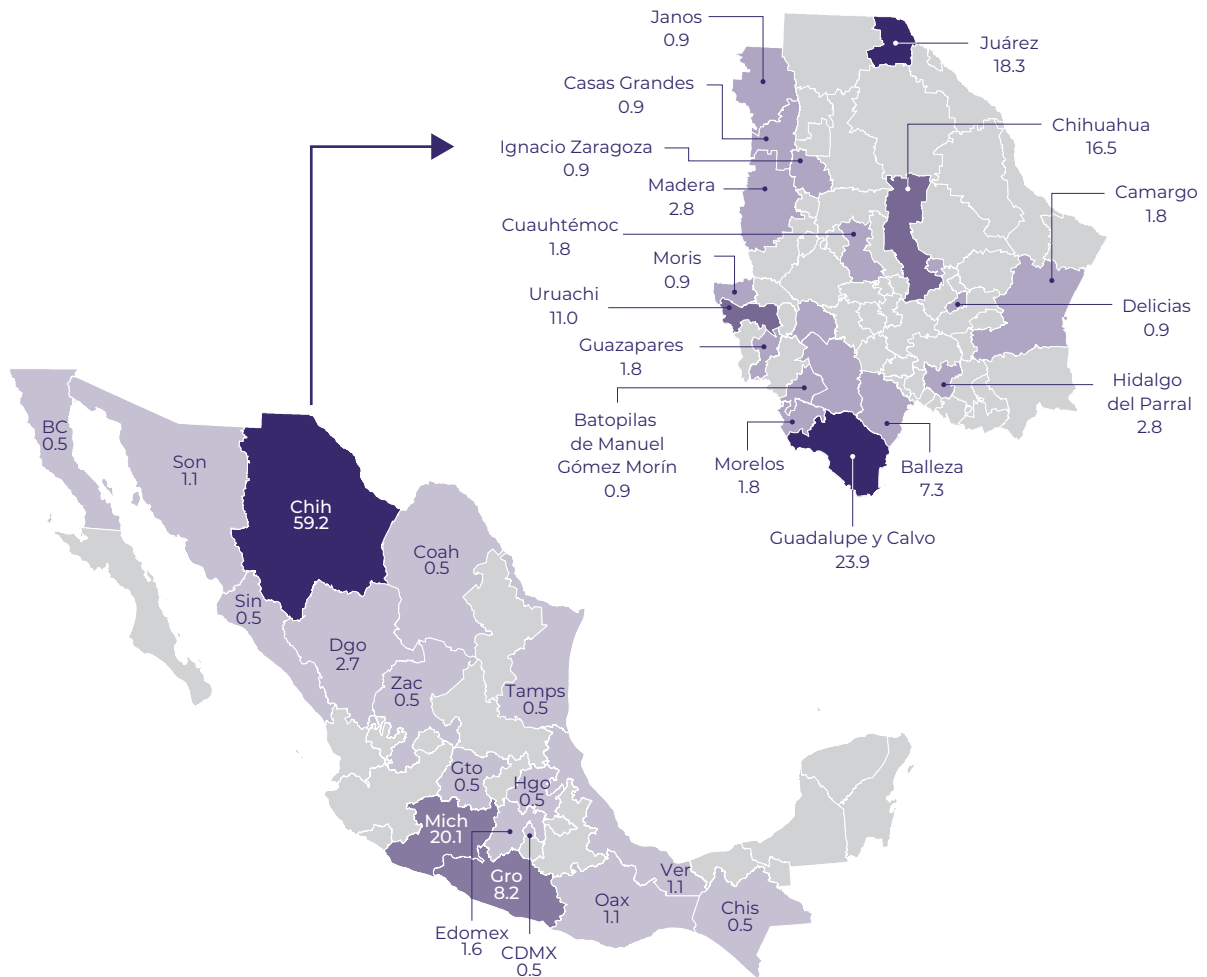 Janos
0.9
Juárez
18.3
Casas Grandes
0.9
Chihuahua
16.5
Ignacio Zaragoza
0.9
Madera
2.8
Camargo
1.8
Cuauhtémoc
1.8
Moris
0.9
Uruachi
11.0
Delicias
0.9
Guazapares
1.8
Hidalgo
del Parral
2.8
Batopilas
de Manuel
Gómez Morín
0.9
Morelos
1.8
Balleza
7.3
Guadalupe y Calvo
23.9
BC
0.5
Son
1.1
Chih
59.2
Coah
0.5
Sin
0.5
Dgo
2.7
Zac
0.5
Tamps
0.5
Gto
0.5
Hgo
0.5
Mich
20.1
Gro
8.2
Ver
1.1
Oax
1.1
Chis
0.5
Edomex
1.6
CDMX
0.5